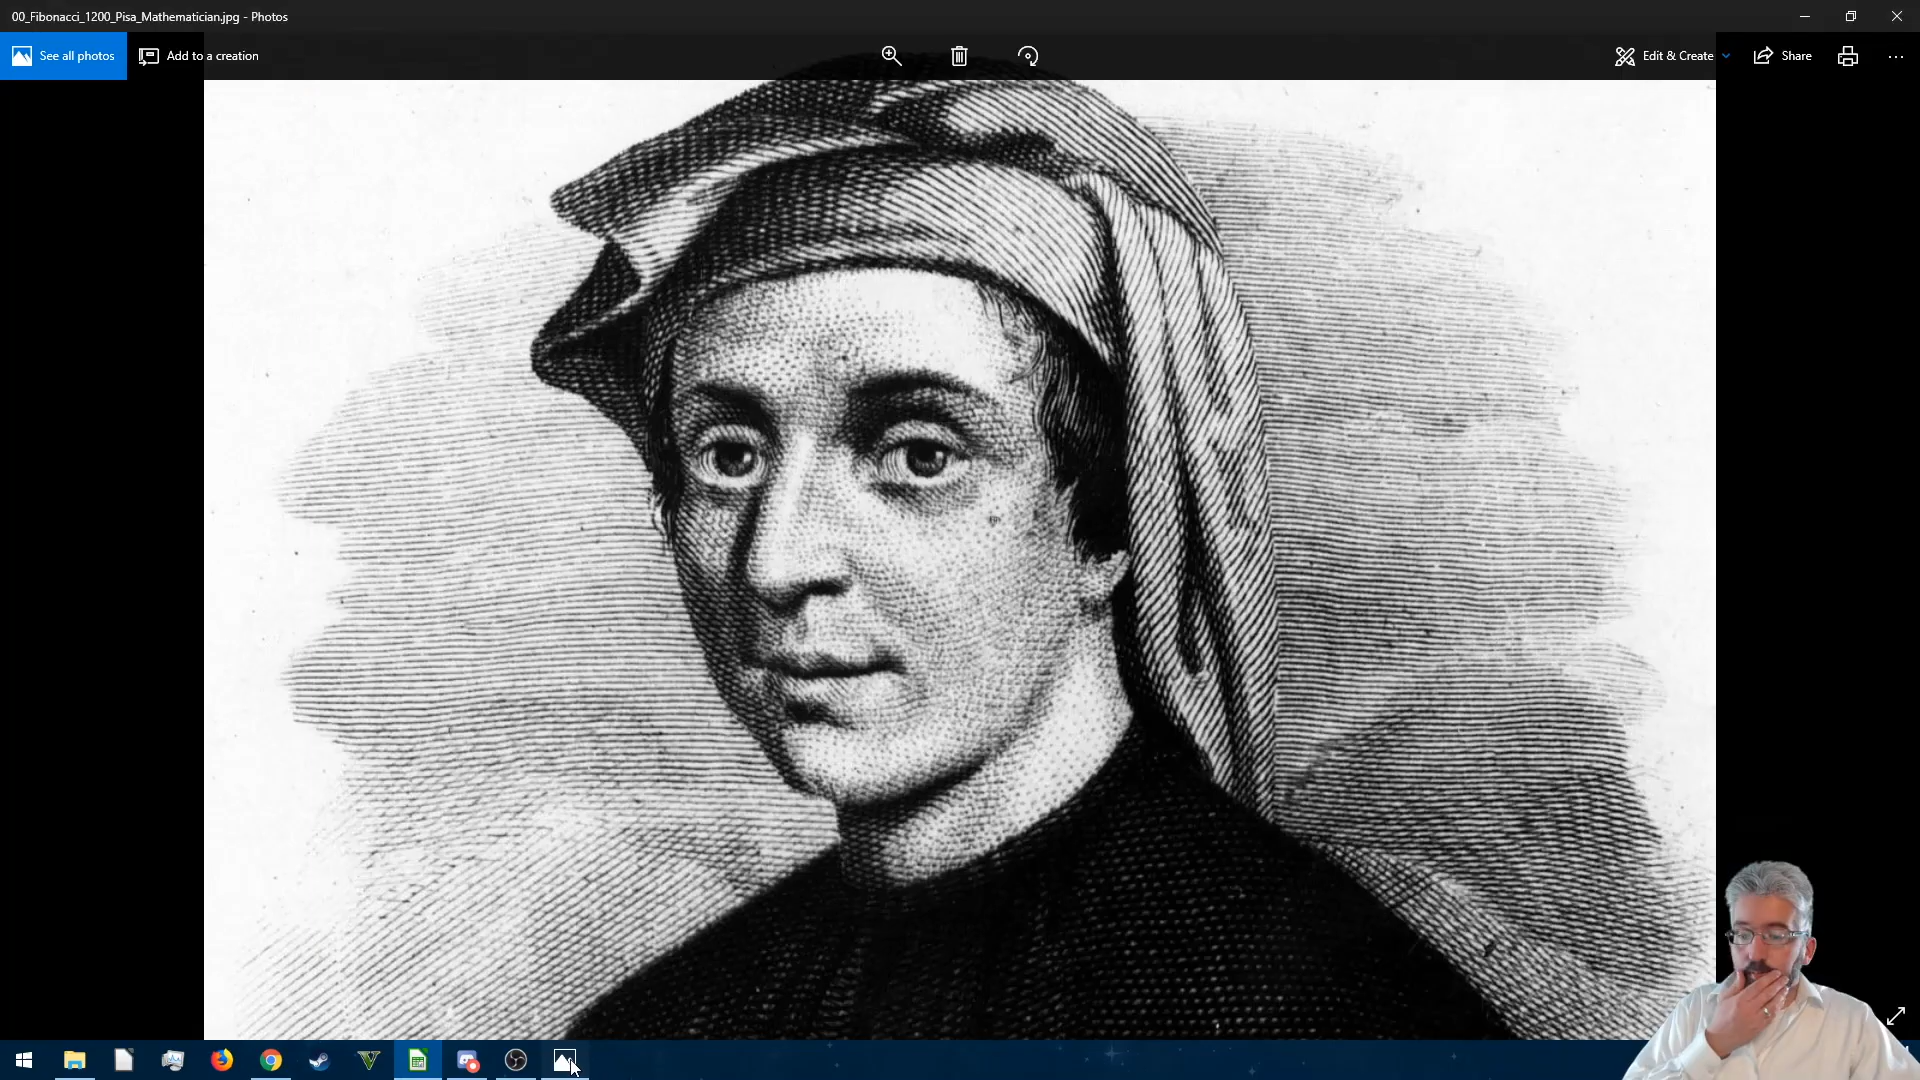 00_Fibonacci_1200_Pisa_Mathematician.jpg - Photos
See all photos
Add to a creation
Edit & Create
Share